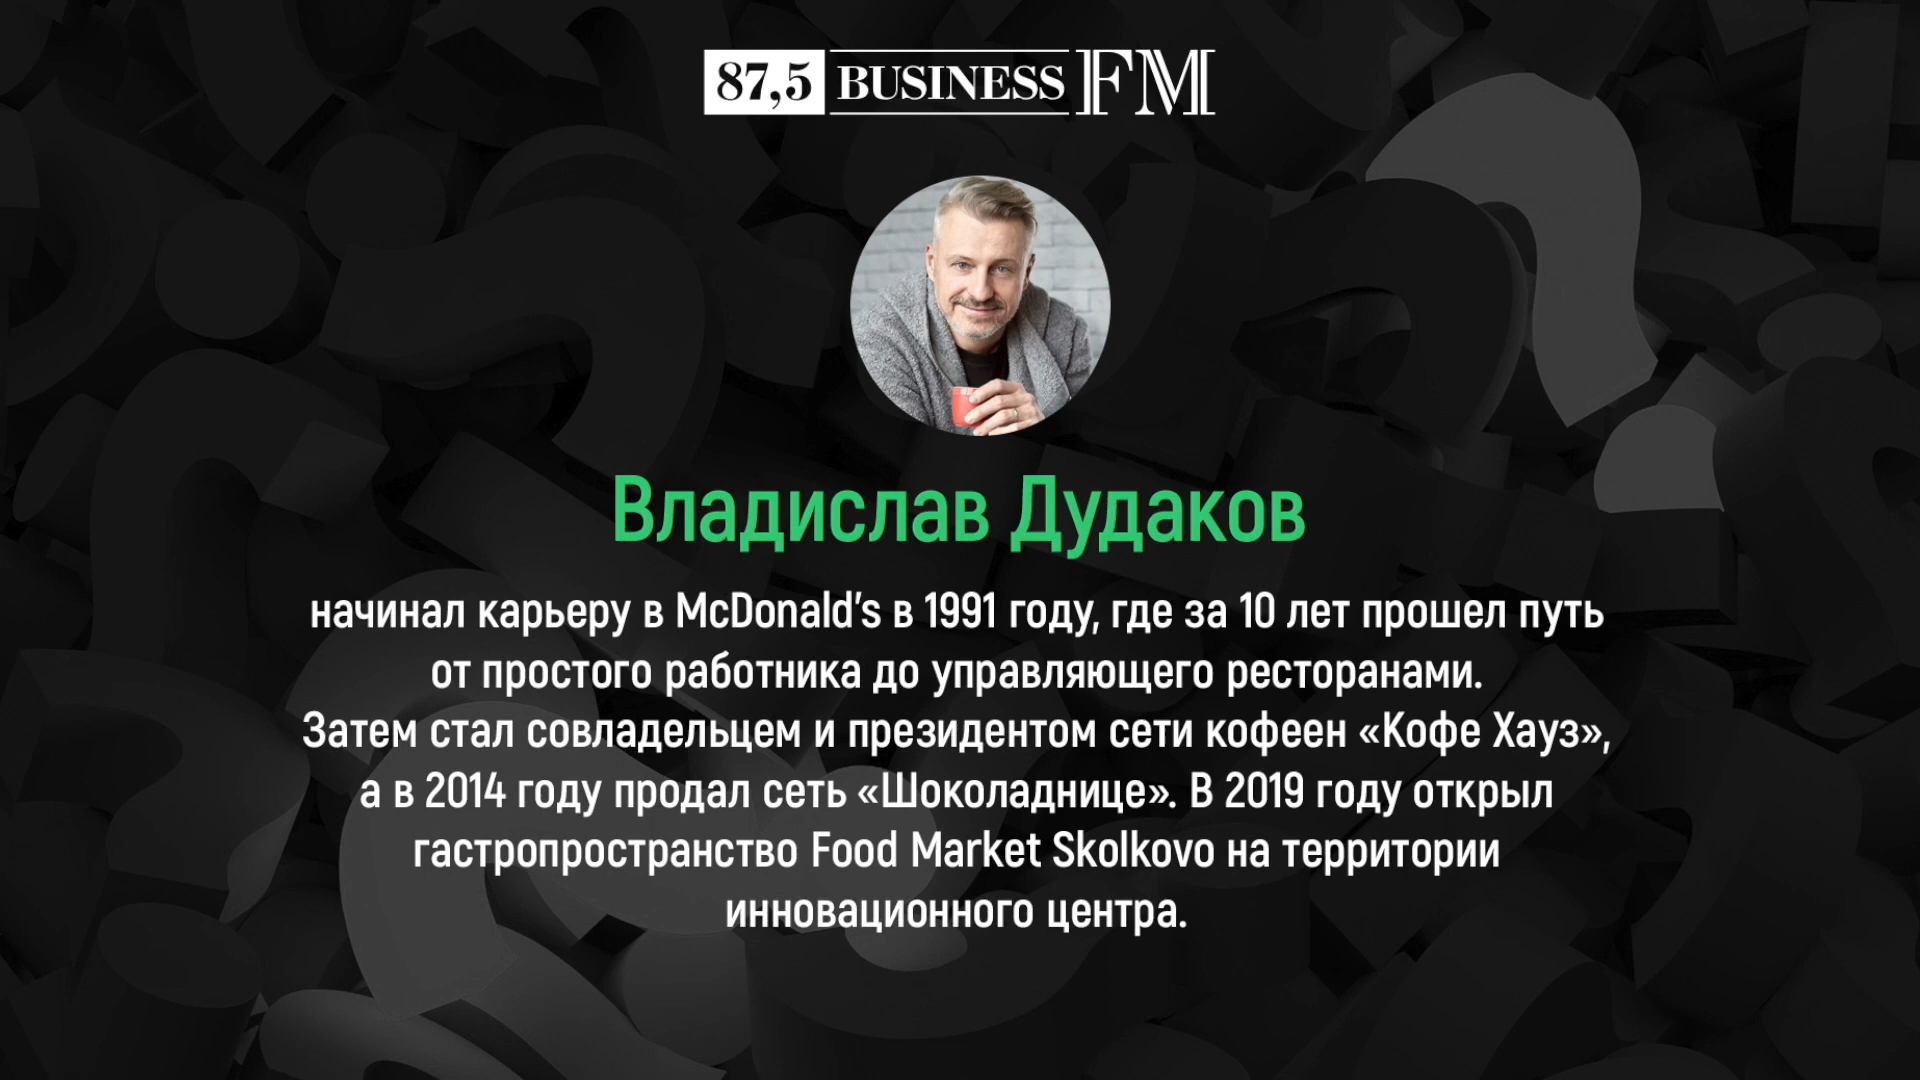 87,5 BUSINESS FM
Владислав Дудаков
начинал карьеру в McDonald’s в 1991 году, где за 10 лет прошел путь
от простого работника до управляющего ресторанами.
Затем стал совладельцем и президентом сети кофеен «Кофе Хауз»,
а в 2014 году продал сеть «Шоколаднице». В 2019 году открыл
гастропространство Food Market Skolkovo на территории
инновационного центра.